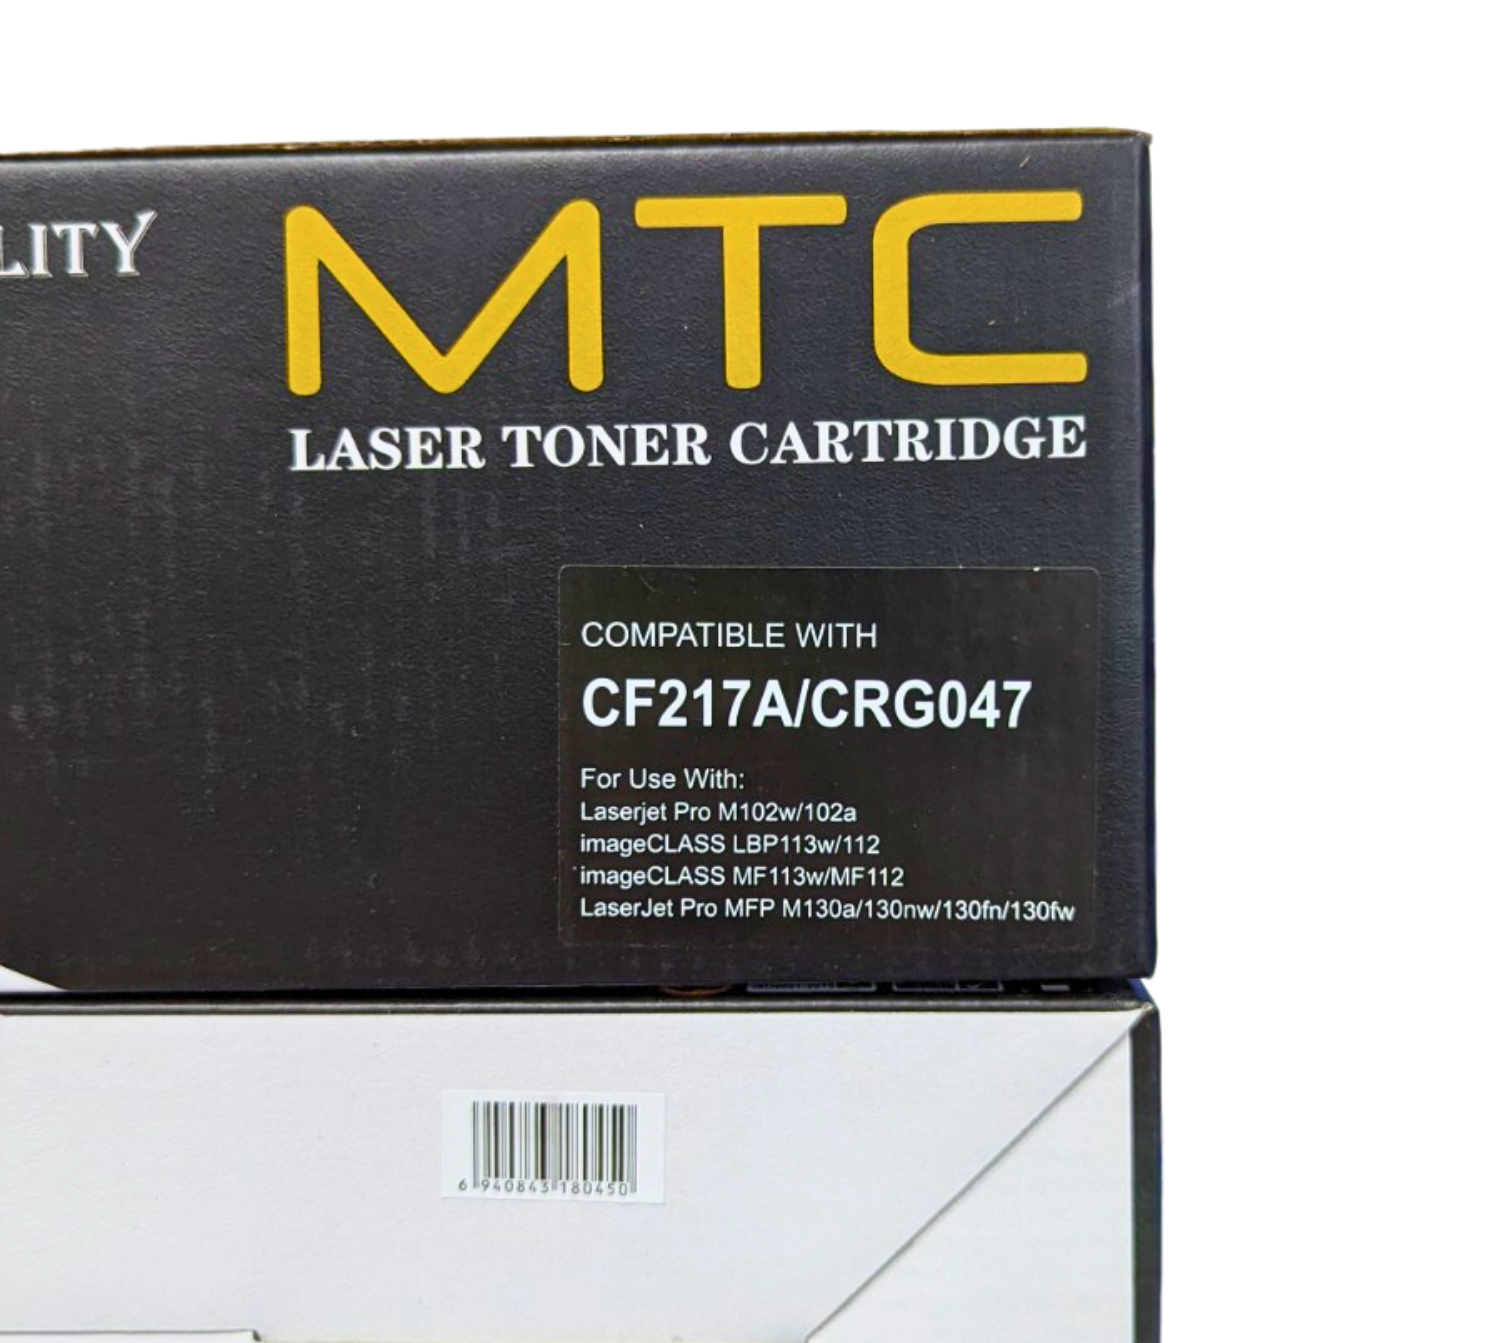 LITY
MTC
LASER TONER CARTRIDGE
COMPATIBLE WITH
CF217A/CRG047
For Use With:
Laserjet Pro M102w/102a
imageCLASS LBP113w/112
imageCLASS MF113w/MF112
LaserJet Pro MFP M130a/130nw/130fn/130fw
6 940843 180450